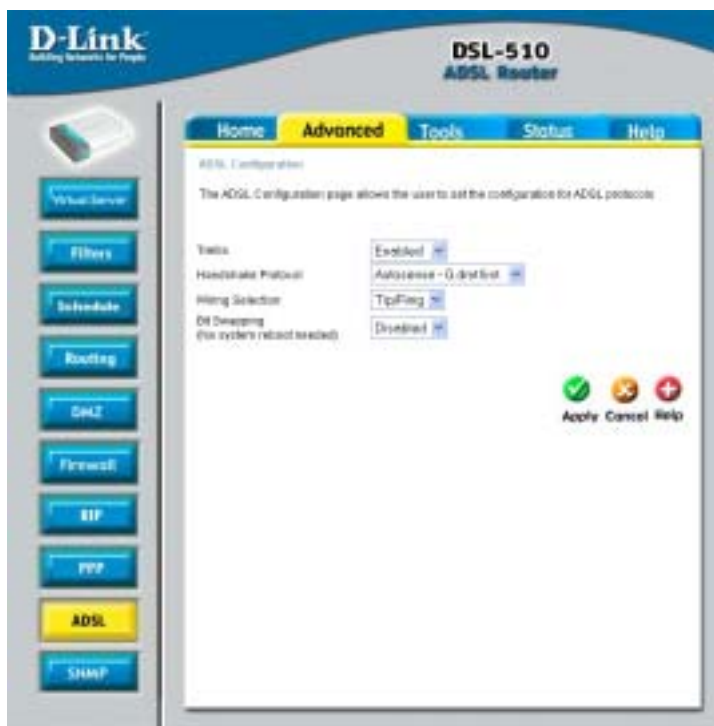 D-Link
Building Networks for People
DSL-510
ADSL Router
Home Advanced Tools Status Help
ADSL Configuration
The ADSL Configuration page allows the user to set the configuration for ADSL protocols
Trellis Enabled
Handshake Protocol Autosense - G.dmt first
Wiring Selection Tip/Ring
Bit Swapping
(No system reboot needed) Disabled
Apply Cancel Help
Virtual Server
Filters
Schedule
Routing
DMZ
Firewall
RIP
PPP
ADSL
SNMP